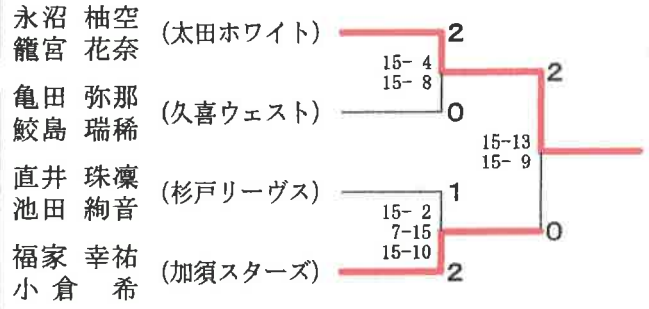 永沼 柚空
籠宮 花奈
(太田ホワイト)
2
15- 4
15- 8
2
亀田 弥那
鮫島 瑞稀
(久喜ウェスト)
0
15-13
15- 9
直井 珠凜
池田 絢音
(杉戸リーヴス)
1
15- 2
7-15
15-10
0
福家 幸祐
小倉 希
(加須スターズ)
2